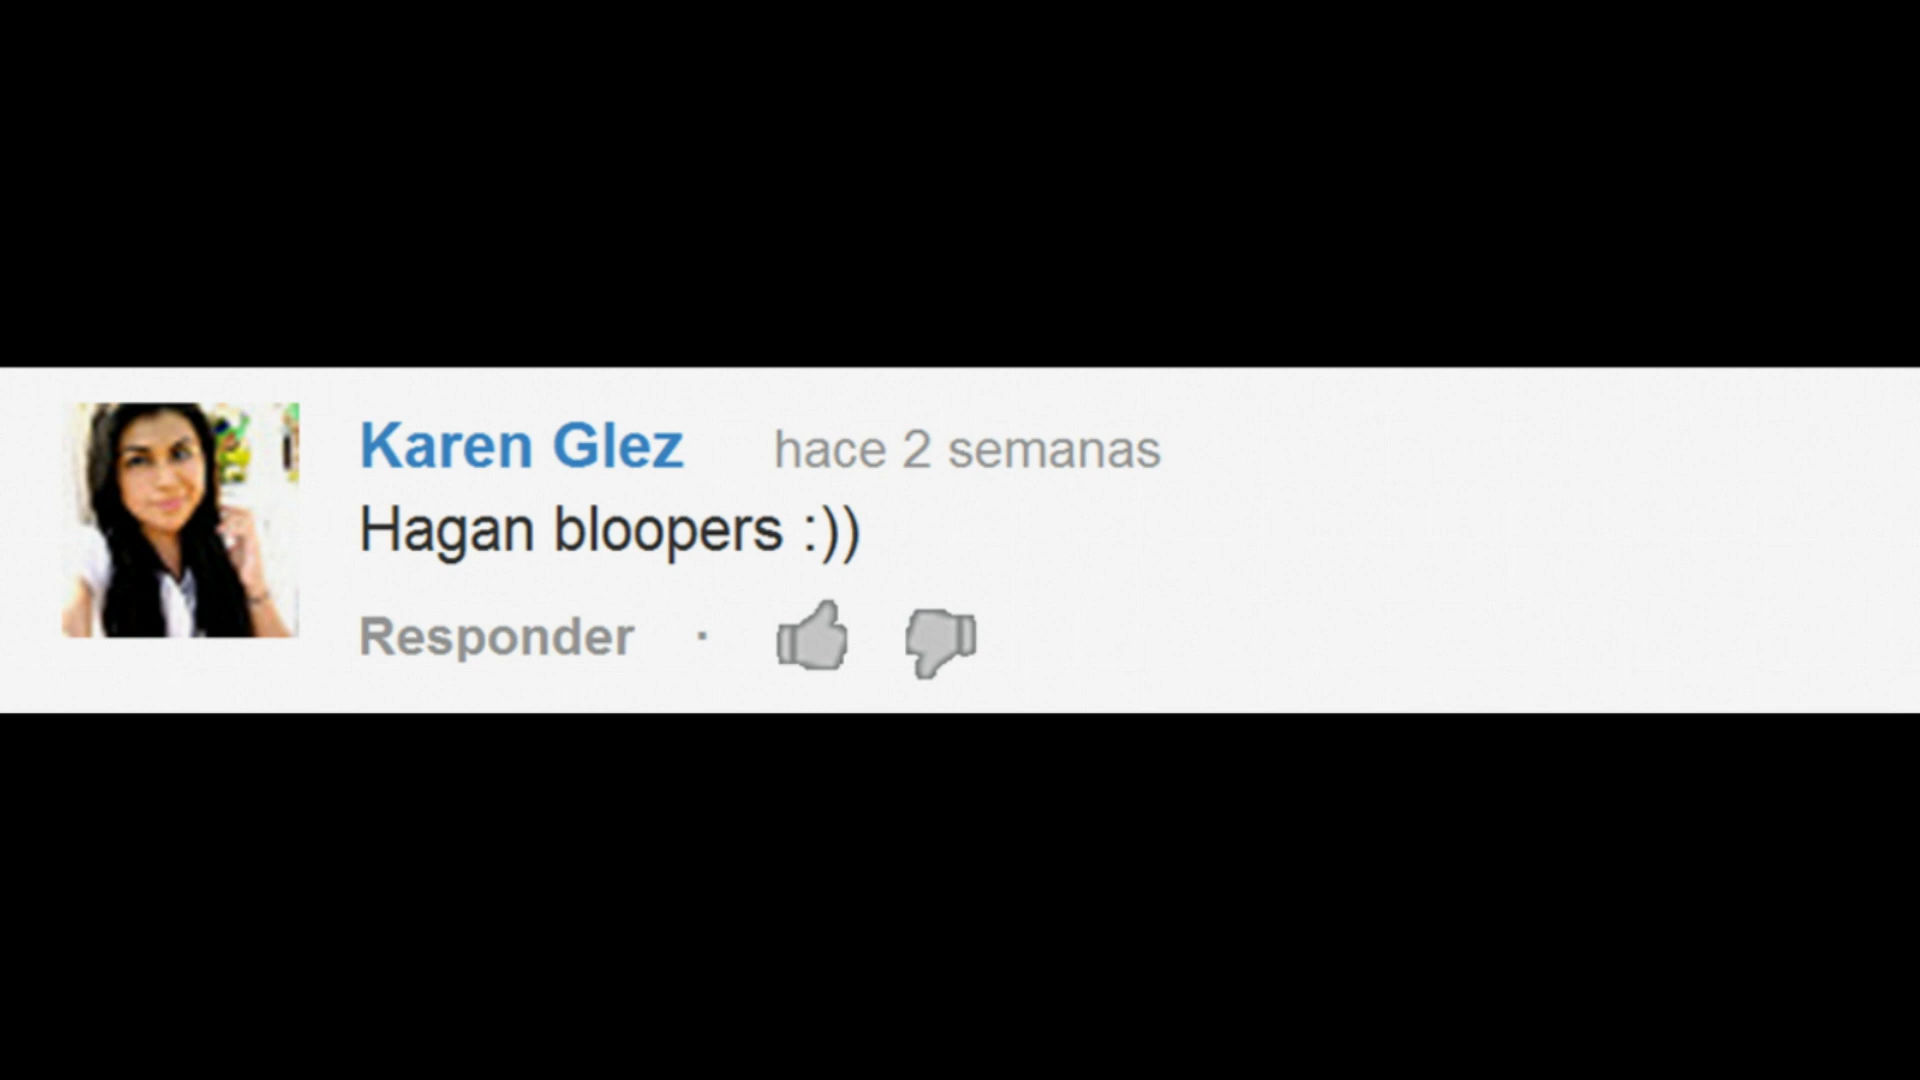 Karen Glez hace 2 semanas
Hagan bloopers :))
Responder ·